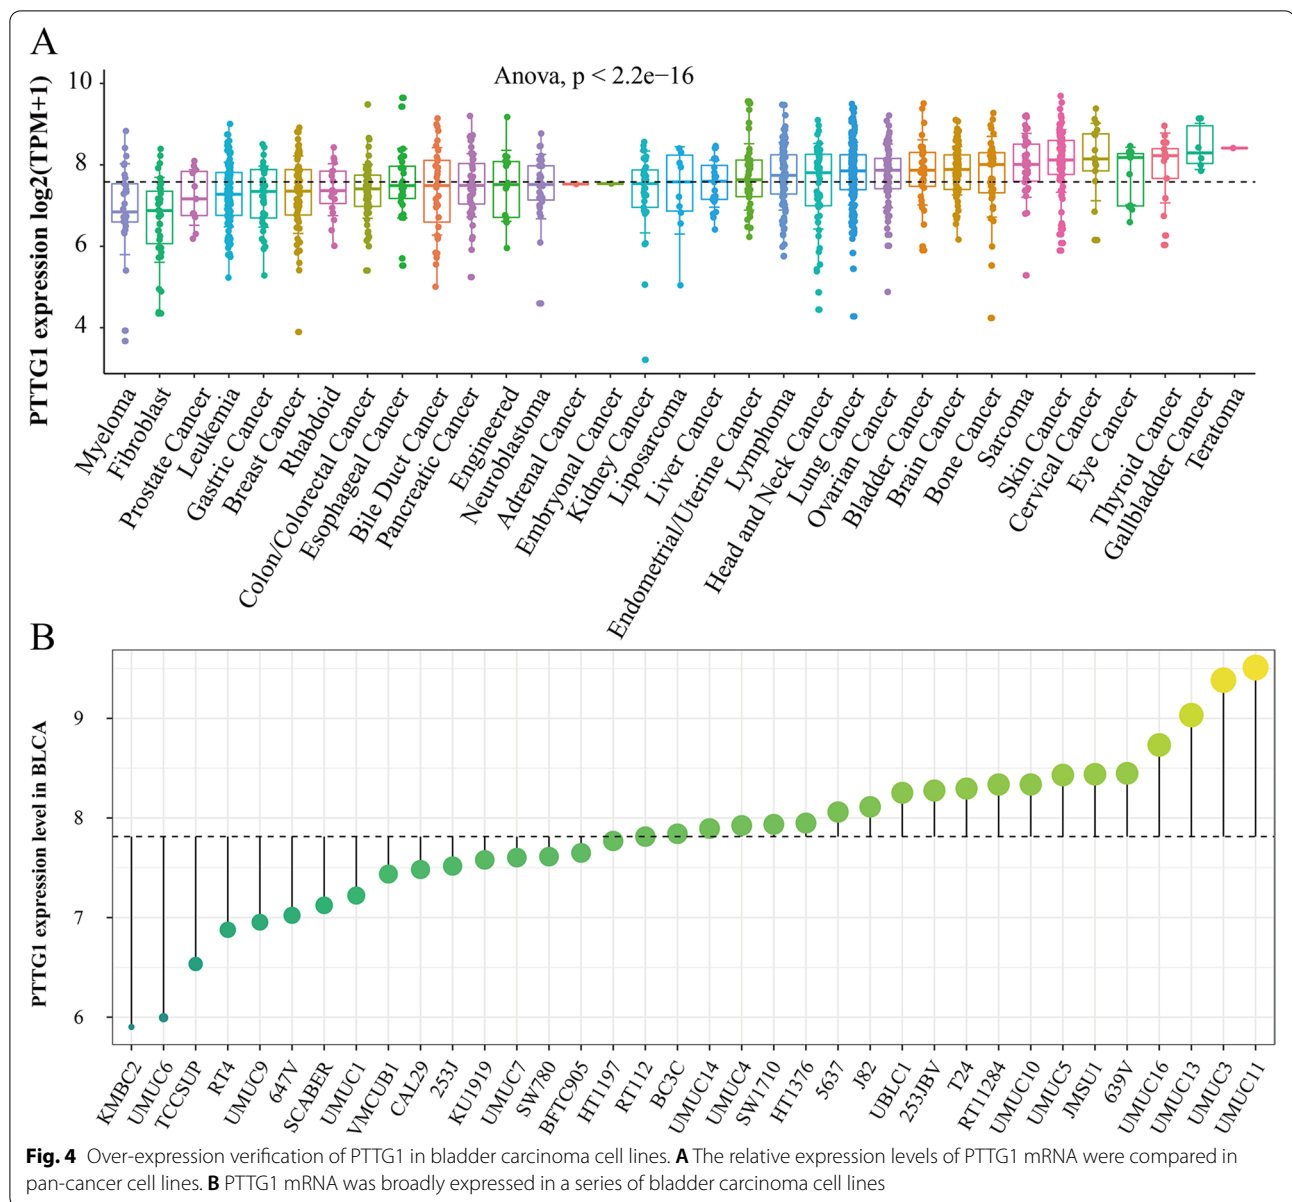 A
Anova, p < 2.2e−16
PTTG1 expression log2(TPM+1)
10
8
6
4
Myeloma
Fibroblast
Prostate Cancer
Leukemia
Gastric Cancer
Breast Cancer
Rhabdoid
Colon/Colorectal Cancer
Esophageal Cancer
Bile Duct Cancer
Pancreatic Cancer
Engineered
Neuroblastoma
Adrenal Cancer
Embryonal Cancer
Kidney Cancer
Liposarcoma
Liver Cancer
Endometrial/Uterine Cancer
Lymphoma
Head and Neck Cancer
Lung Cancer
Ovarian Cancer
Bladder Cancer
Brain Cancer
Bone Cancer
Sarcoma
Skin Cancer
Cervical Cancer
Eye Cancer
Thyroid Cancer
Gallbladder Cancer
Teratoma
B
PTTG1 expression level in BLCA
9
8
7
6
KMBC2
UMUC6
TCCSUP
RT4
UMUC9
647V
SCABER
UMUC1
VMCUB1
CAL29
253J
KU1919
UMUC7
SW780
BFTC905
HT1197
RT112
BC3C
UMUC14
UMUC4
SW1710
HT1376
5637
J82
UBLC1
253JBV
T24
RT11284
UMUC10
UMUC5
JMSU1
639V
UMUC16
UMUC13
UMUC3
UMUC11
Fig. 4 Over-expression verification of PTTG1 in bladder carcinoma cell lines. A The relative expression levels of PTTG1 mRNA were compared in
pan-cancer cell lines. B PTTG1 mRNA was broadly expressed in a series of bladder carcinoma cell lines